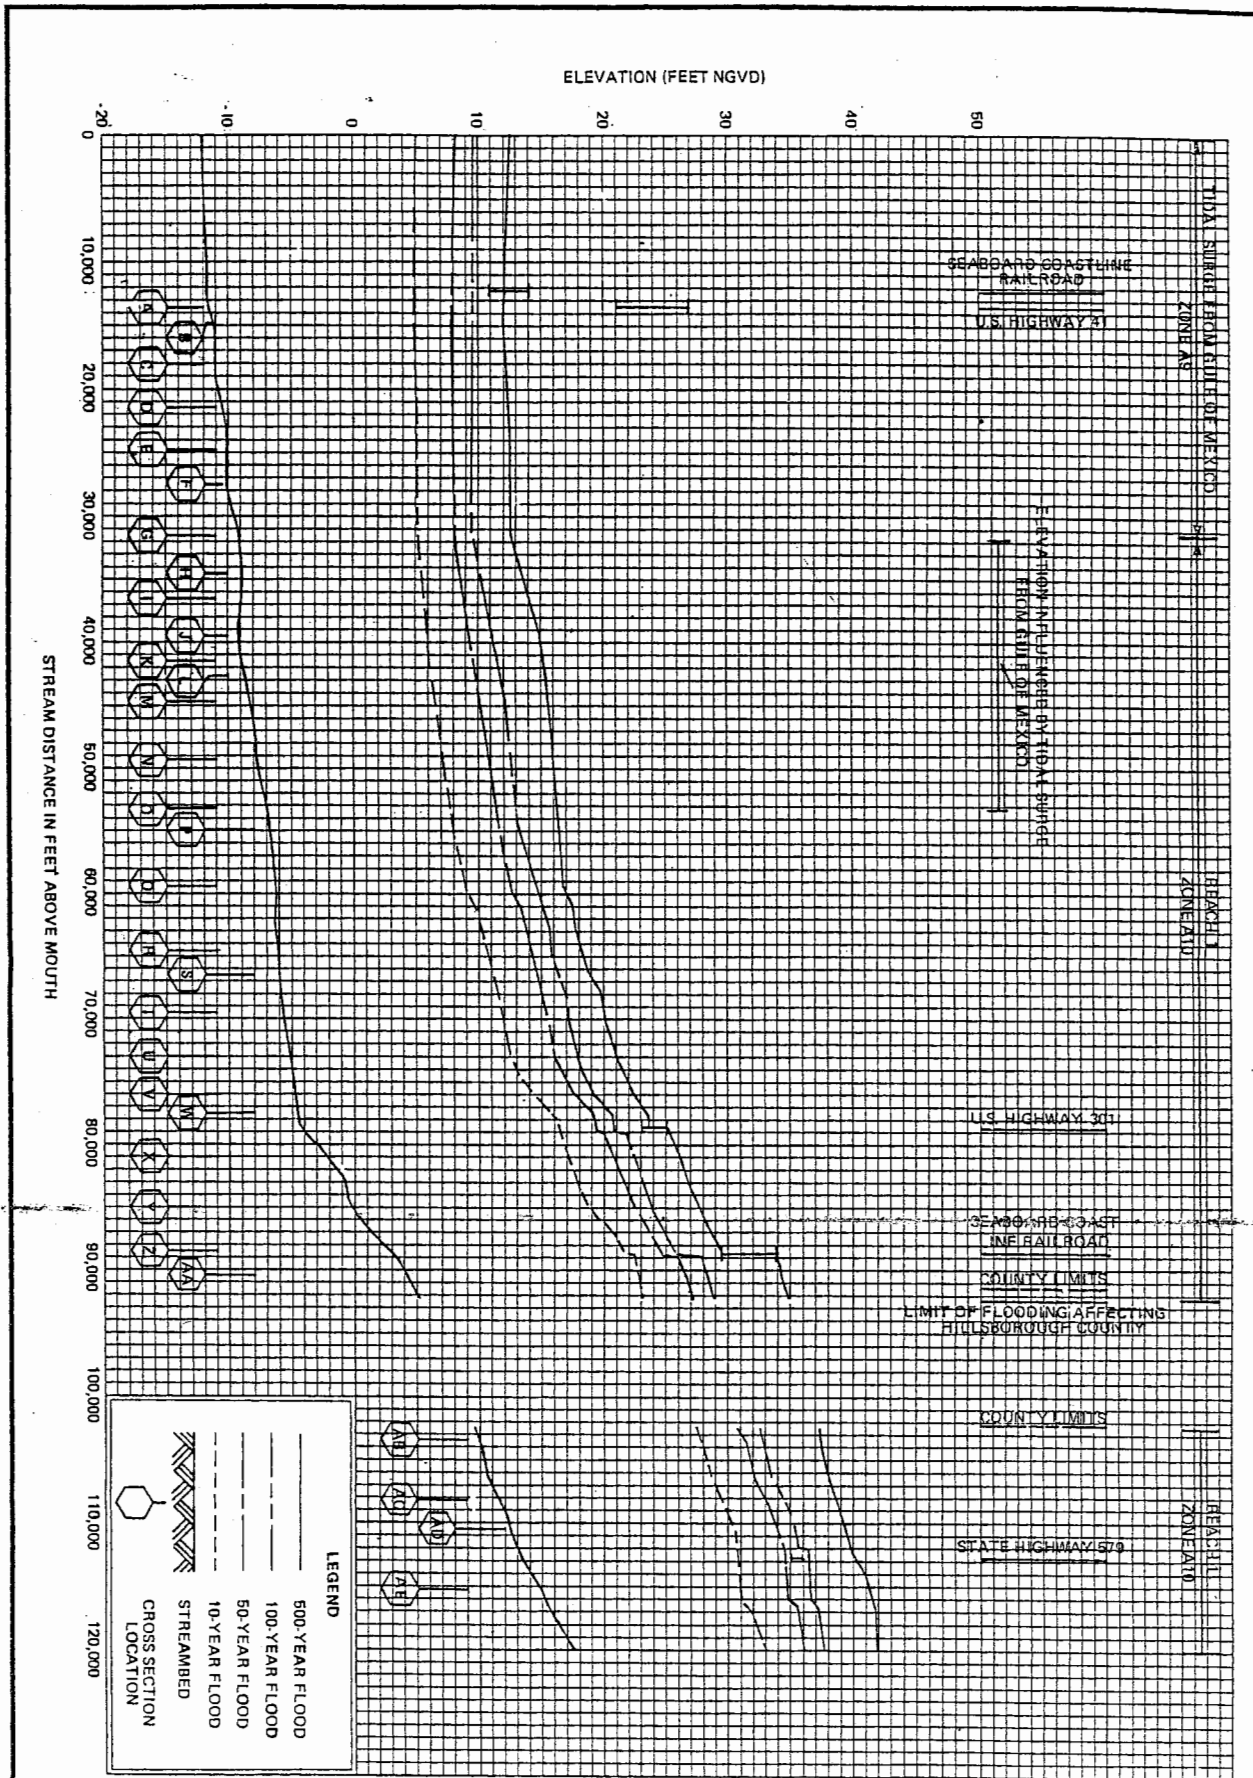 ELEVATION (FEET NGVD)
-20
-10
0
10
20
30
40
50
TIDAL SURGE FROM GULF OF MEXICO
ZONE A9
REACH 1
ZONE A10
REACH 1
ZONE A10
SEABOARD COASTLINE
RAILROAD
U.S. HIGHWAY 41
ELEVATION INFLUENCED BY TIDAL SURGE
FROM GULF OF MEXICO
U.S. HIGHWAY 301
SEABOARD COAST
LINE RAILROAD
COUNTY LIMITS
LIMIT OF FLOODING AFFECTING
HILLSBOROUGH COUNTY
COUNTY LIMITS
STATE HIGHWAY 579
A
B
C
D
E
F
G
H
I
J
K
L
M
N
O
P
Q
R
S
T
U
V
W
X
Y
Z
AA
AB
AC
AD
AE
0
10,000
20,000
30,000
40,000
50,000
60,000
70,000
80,000
90,000
100,000
110,000
120,000
STREAM DISTANCE IN FEET ABOVE MOUTH
LEGEND
500-YEAR FLOOD
100-YEAR FLOOD
50-YEAR FLOOD
10-YEAR FLOOD
STREAMBED
CROSS SECTION
LOCATION